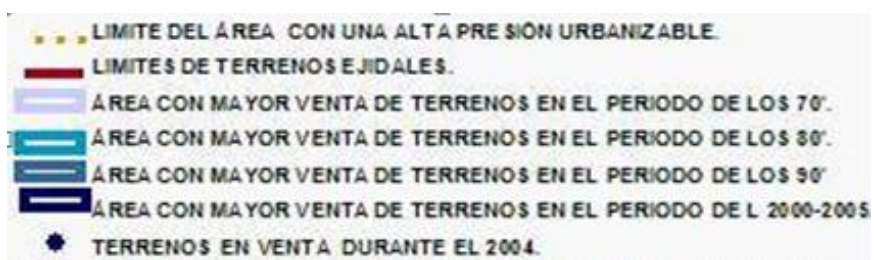 LIMITE DEL ÁREA CON UNA ALTA PRESIÓN URBANIZABLE.
LIMITES DE TERRENOS EJIDALES.
ÁREA CON MAYOR VENTA DE TERRENOS EN EL PERIODO DE LOS 70'.
ÁREA CON MAYOR VENTA DE TERRENOS EN EL PERIODO DE LOS 80'.
ÁREA CON MAYOR VENTA DE TERRENOS EN EL PERIODO DE LOS 90'
ÁREA CON MAYOR VENTA DE TERRENOS EN EL PERIODO DE L 2000-2005.
TERRENOS EN VENTA DURANTE EL 2004.